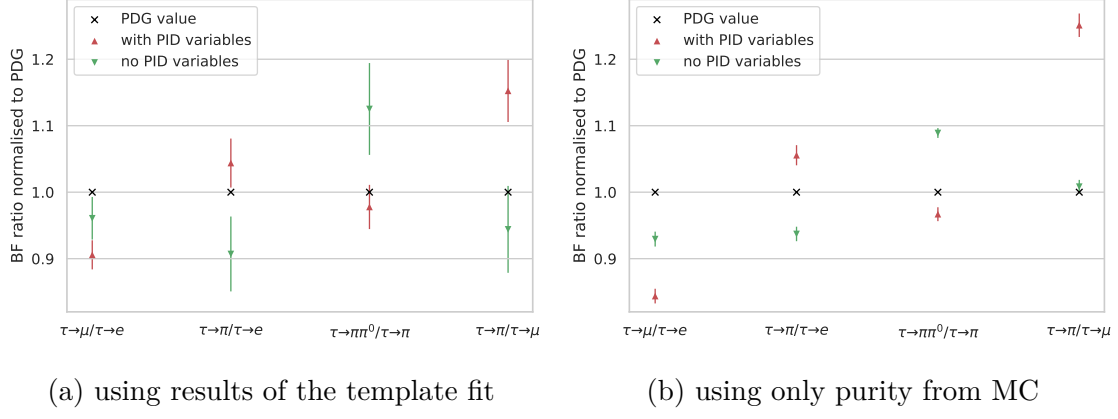 PDG value
with PID variables
no PID variables
BF ratio normalised to PDG
1.2
1.1
1.0
0.9
τ→μ/τ→e
τ→π/τ→e
τ→ππ⁰/τ→π
τ→π/τ→μ
(a) using results of the template fit
PDG value
with PID variables
no PID variables
BF ratio normalised to PDG
1.2
1.1
1.0
0.9
τ→μ/τ→e
τ→π/τ→e
τ→ππ⁰/τ→π
τ→π/τ→μ
(b) using only purity from MC